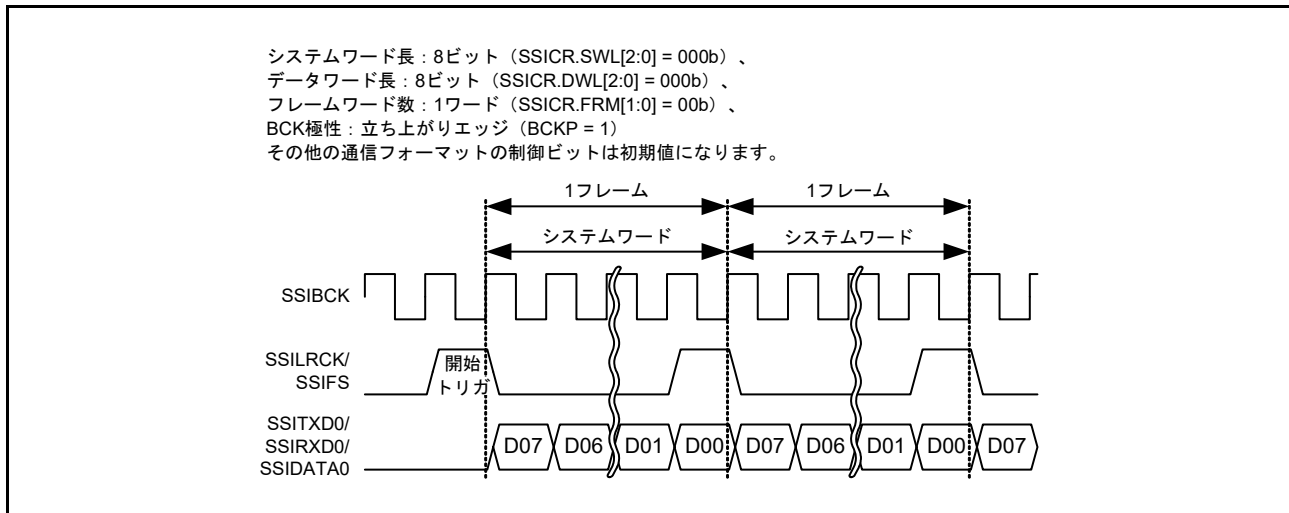 システムワード長：8ビット（SSICR.SWL[2:0] = 000b）、
データワード長：8ビット（SSICR.DWL[2:0] = 000b）、
フレームワード数：1ワード（SSICR.FRM[1:0] = 00b）、
BCK極性：立ち上がりエッジ（BCKP = 1）
その他の通信フォーマットの制御ビットは初期値になります。
1フレーム 1フレーム
システムワード システムワード
SSIBCK
SSILRCK/
SSIFS
開始
トリガ
SSITXD0/
SSIRXD0/
SSIDATA0
D07 D06 D01 D00 D07 D06 D01 D00 D07